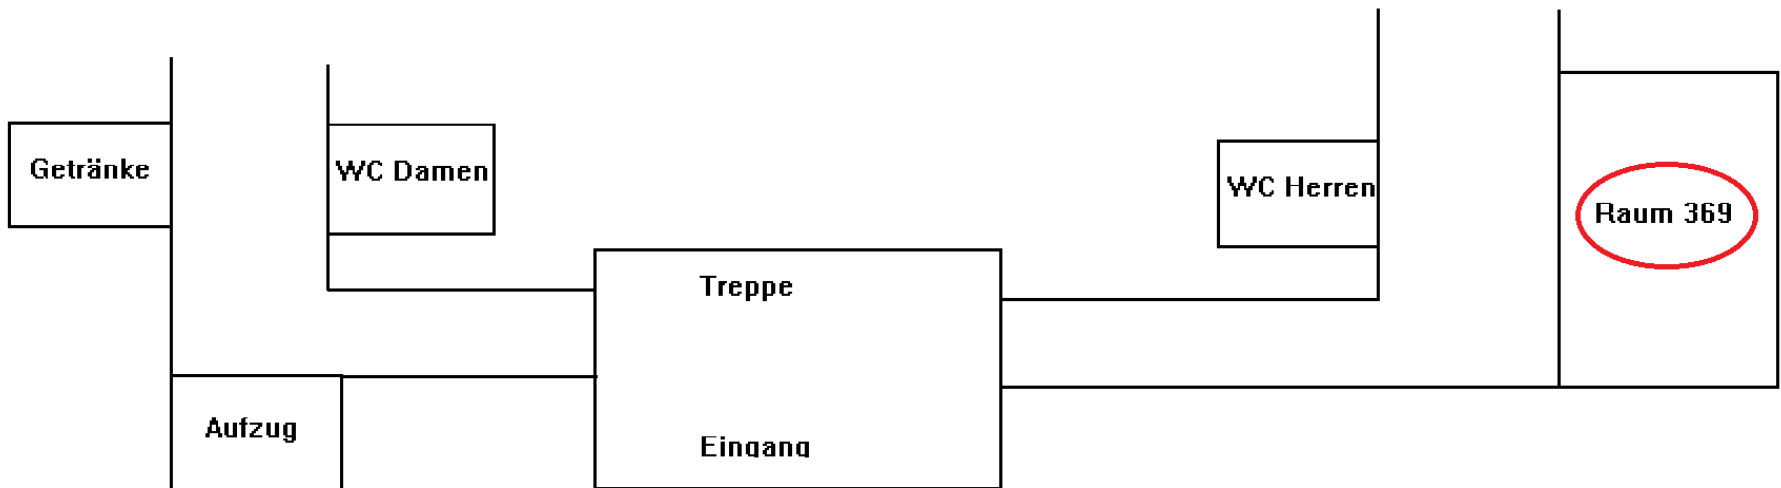 Getränke
WC Damen
WC Herren
Raum 369
Treppe
Aufzug
Eingang